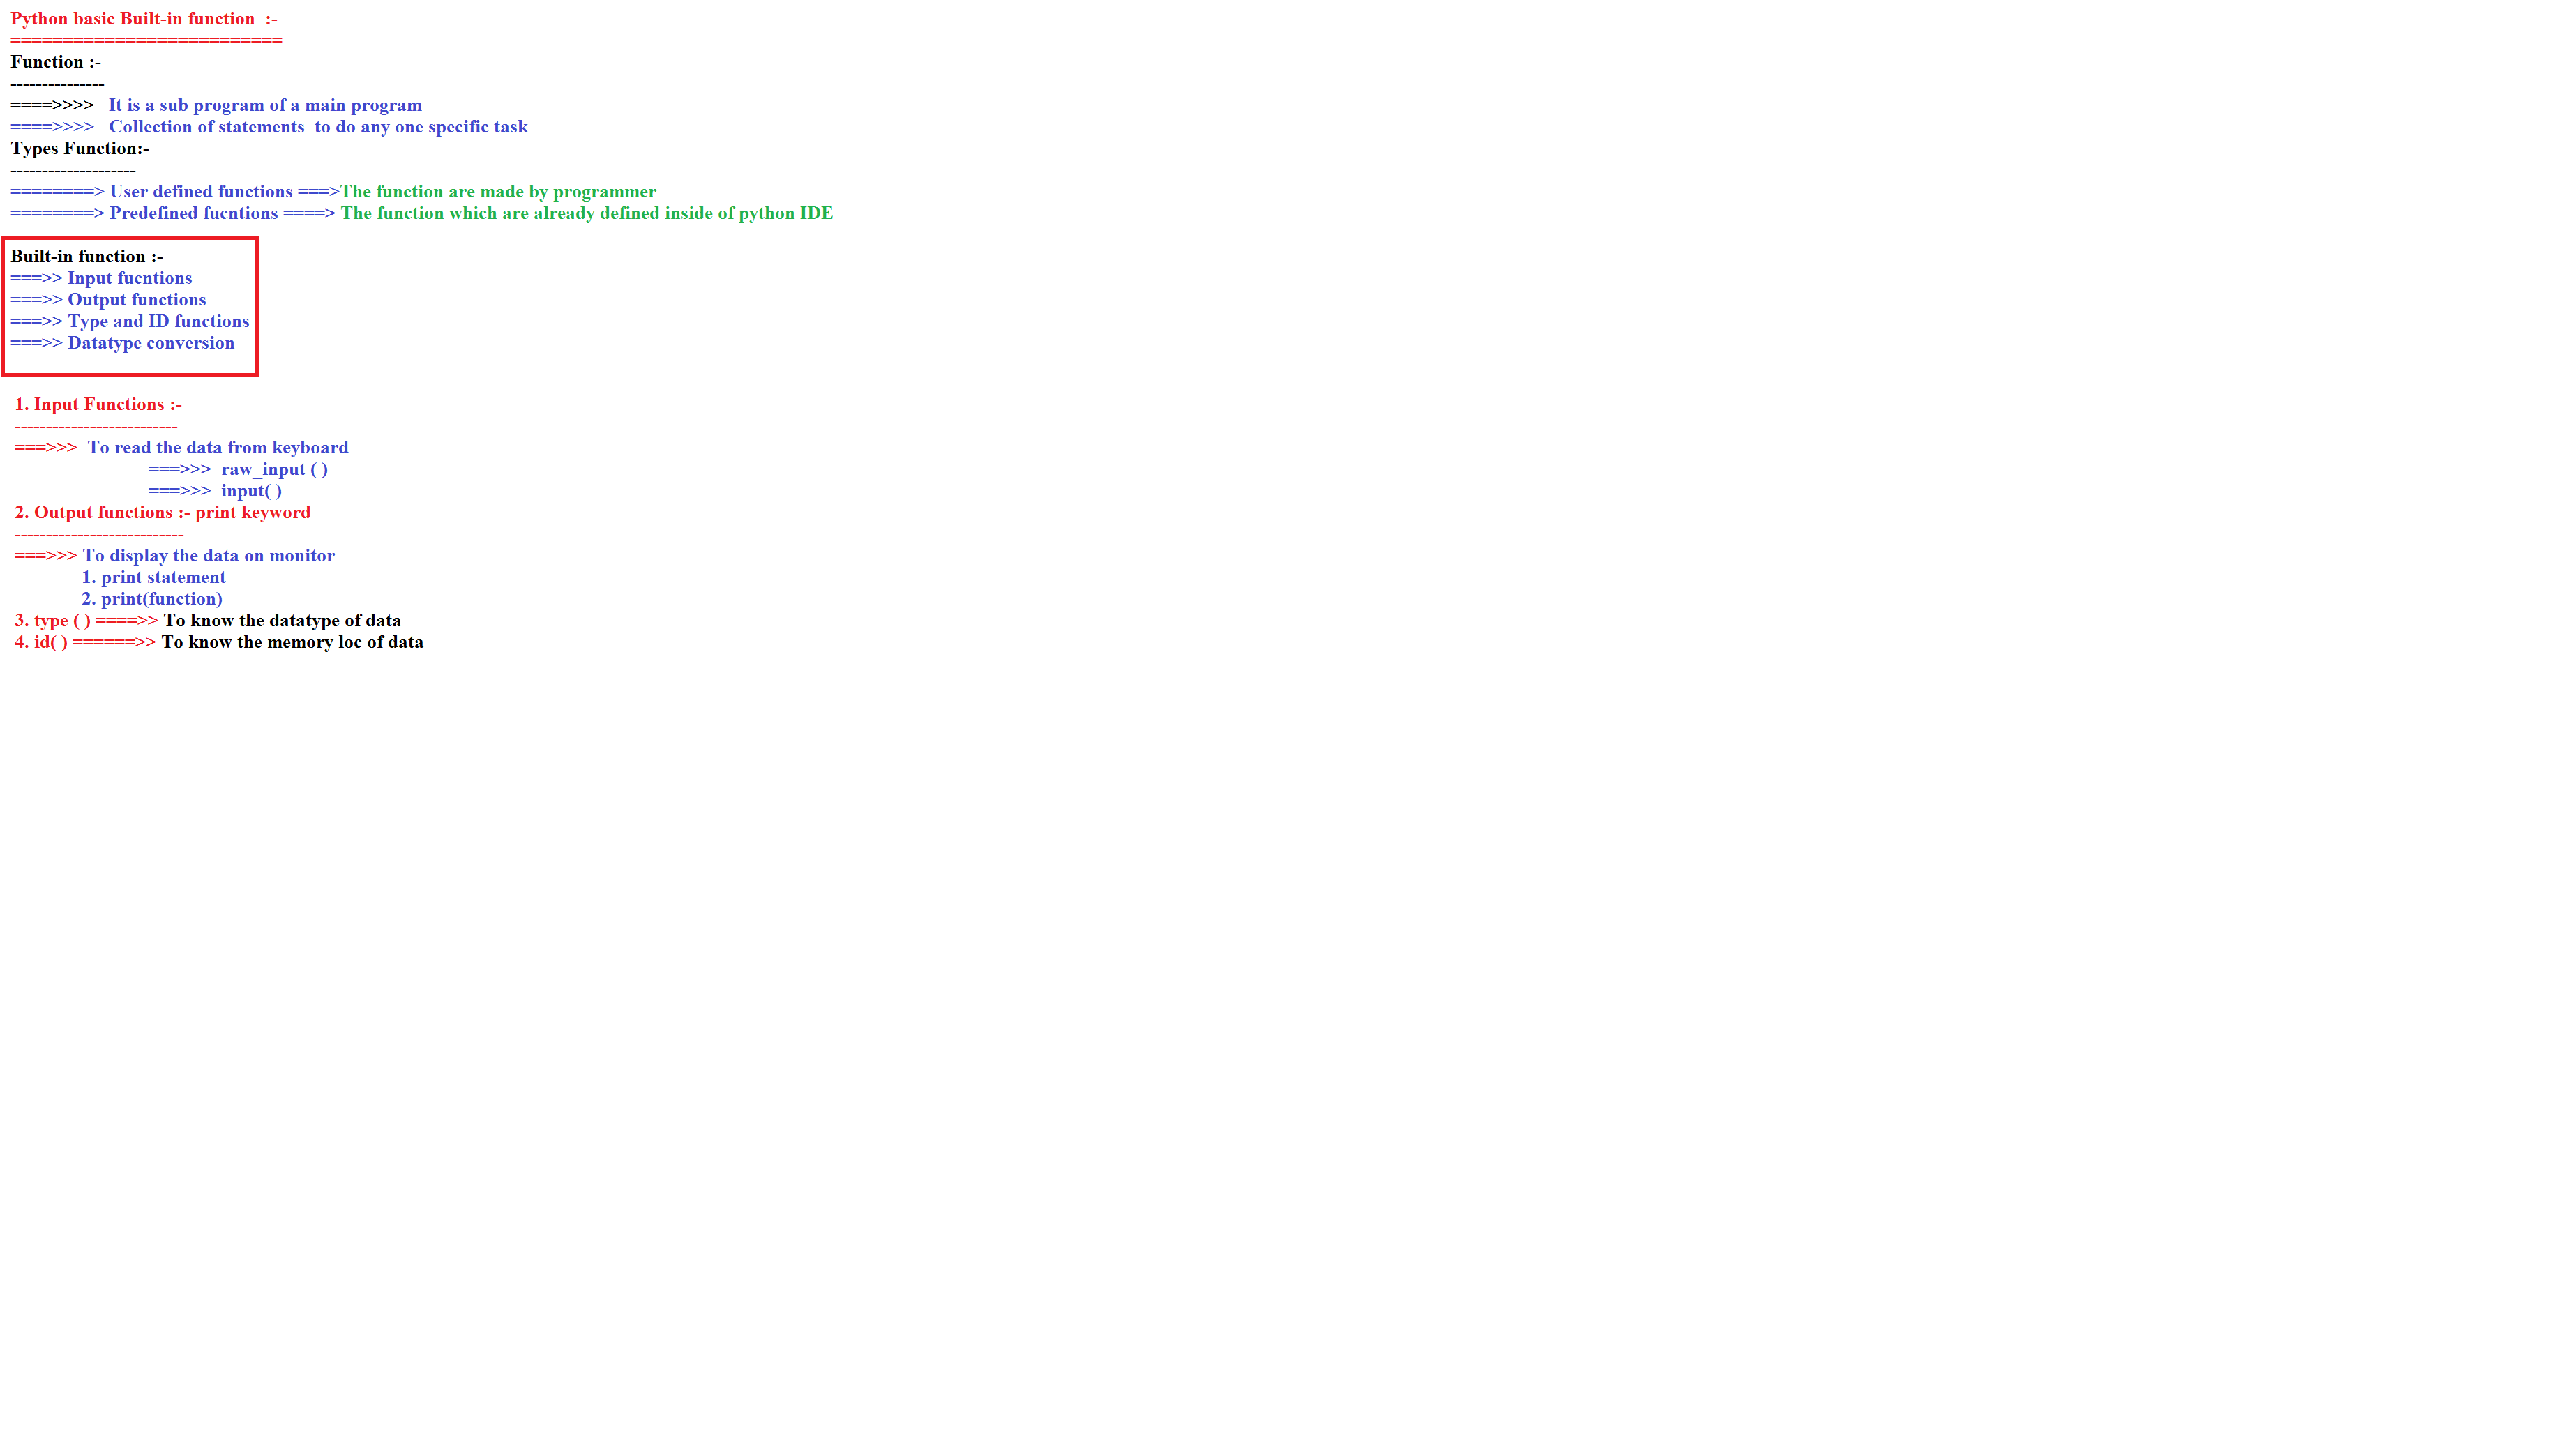 Python basic Built-in function  :-
==========================
Function :-
---------------
====>>>>   It is a sub program of a main program
====>>>>   Collection of statements  to do any one specific task
Types Function:-
--------------------
========> User defined functions ===>The function are made by programmer
========> Predefined fucntions ====> The function which are already defined inside of python IDE
Built-in function :-
===>> Input fucntions
===>> Output functions
===>> Type and ID functions
===>> Datatype conversion
1. Input Functions :-
--------------------------
===>>>  To read the data from keyboard
===>>>  raw_input ( )
===>>>  input( )
2. Output functions :- print keyword
---------------------------
===>>> To display the data on monitor
1. print statement
2. print(function)
3. type ( ) ====>> To know the datatype of data
4. id( ) ======>> To know the memory loc of data